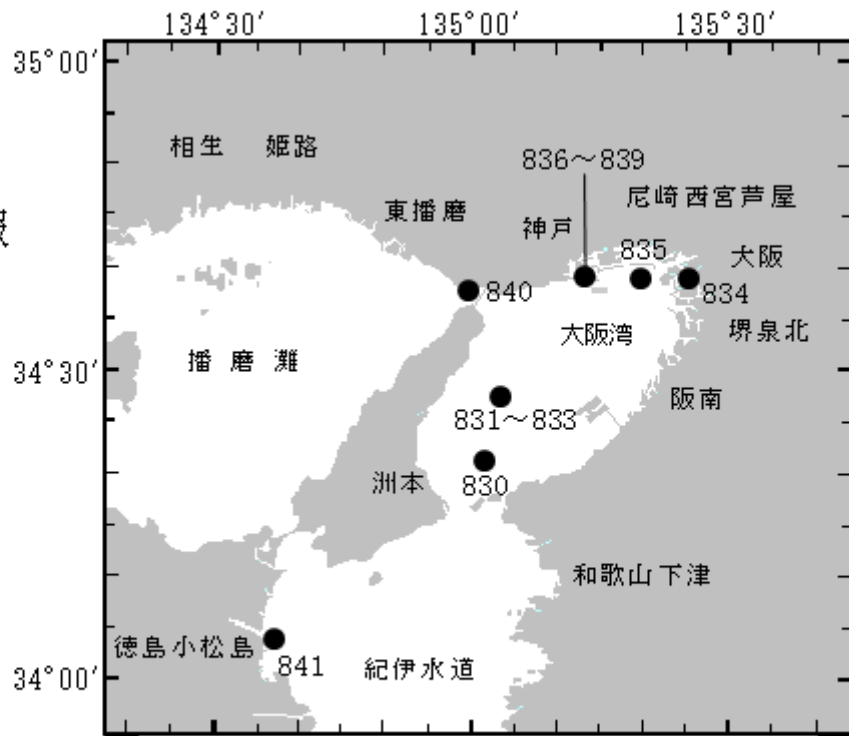 134°30′ 135°00′ 135°30′
35°00′
相生 姫路
836～839
尼崎西宮芦屋
東播磨
神戸
835
大阪
840
834
堺泉北
大阪湾
34°30′
播磨灘
阪南
831～833
洲本
830
和歌山下津
徳島小松島
841
紀伊水道
34°00′